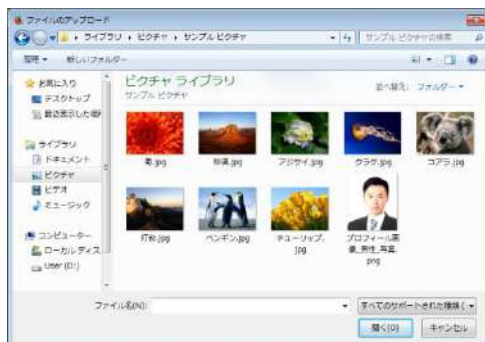 ファイルのアップロード
ライブラリ ▸ ピクチャ ▸ サンプル ピクチャ
サンプル ピクチャの検索
整理 ▾ 新しいフォルダー
お気に入り
デスクトップ
最近表示した場所
ライブラリ
ドキュメント
ピクチャ
ビデオ
ミュージック
コンピューター
ローカル ディス
User (D:)
ピクチャ ライブラリ
サンプル ピクチャ
並べ替え: フォルダー ▾
菊.jpg
砂漠.jpg
アジサイ.jpg
クラゲ.jpg
コアラ.jpg
灯台.jpg
ペンギン.jpg
チューリップ.
jpg
プロフィール画
像_男性_写真.
png
ファイル名(N):
すべてのサポートされた種類 (
開く(O)
キャンセル